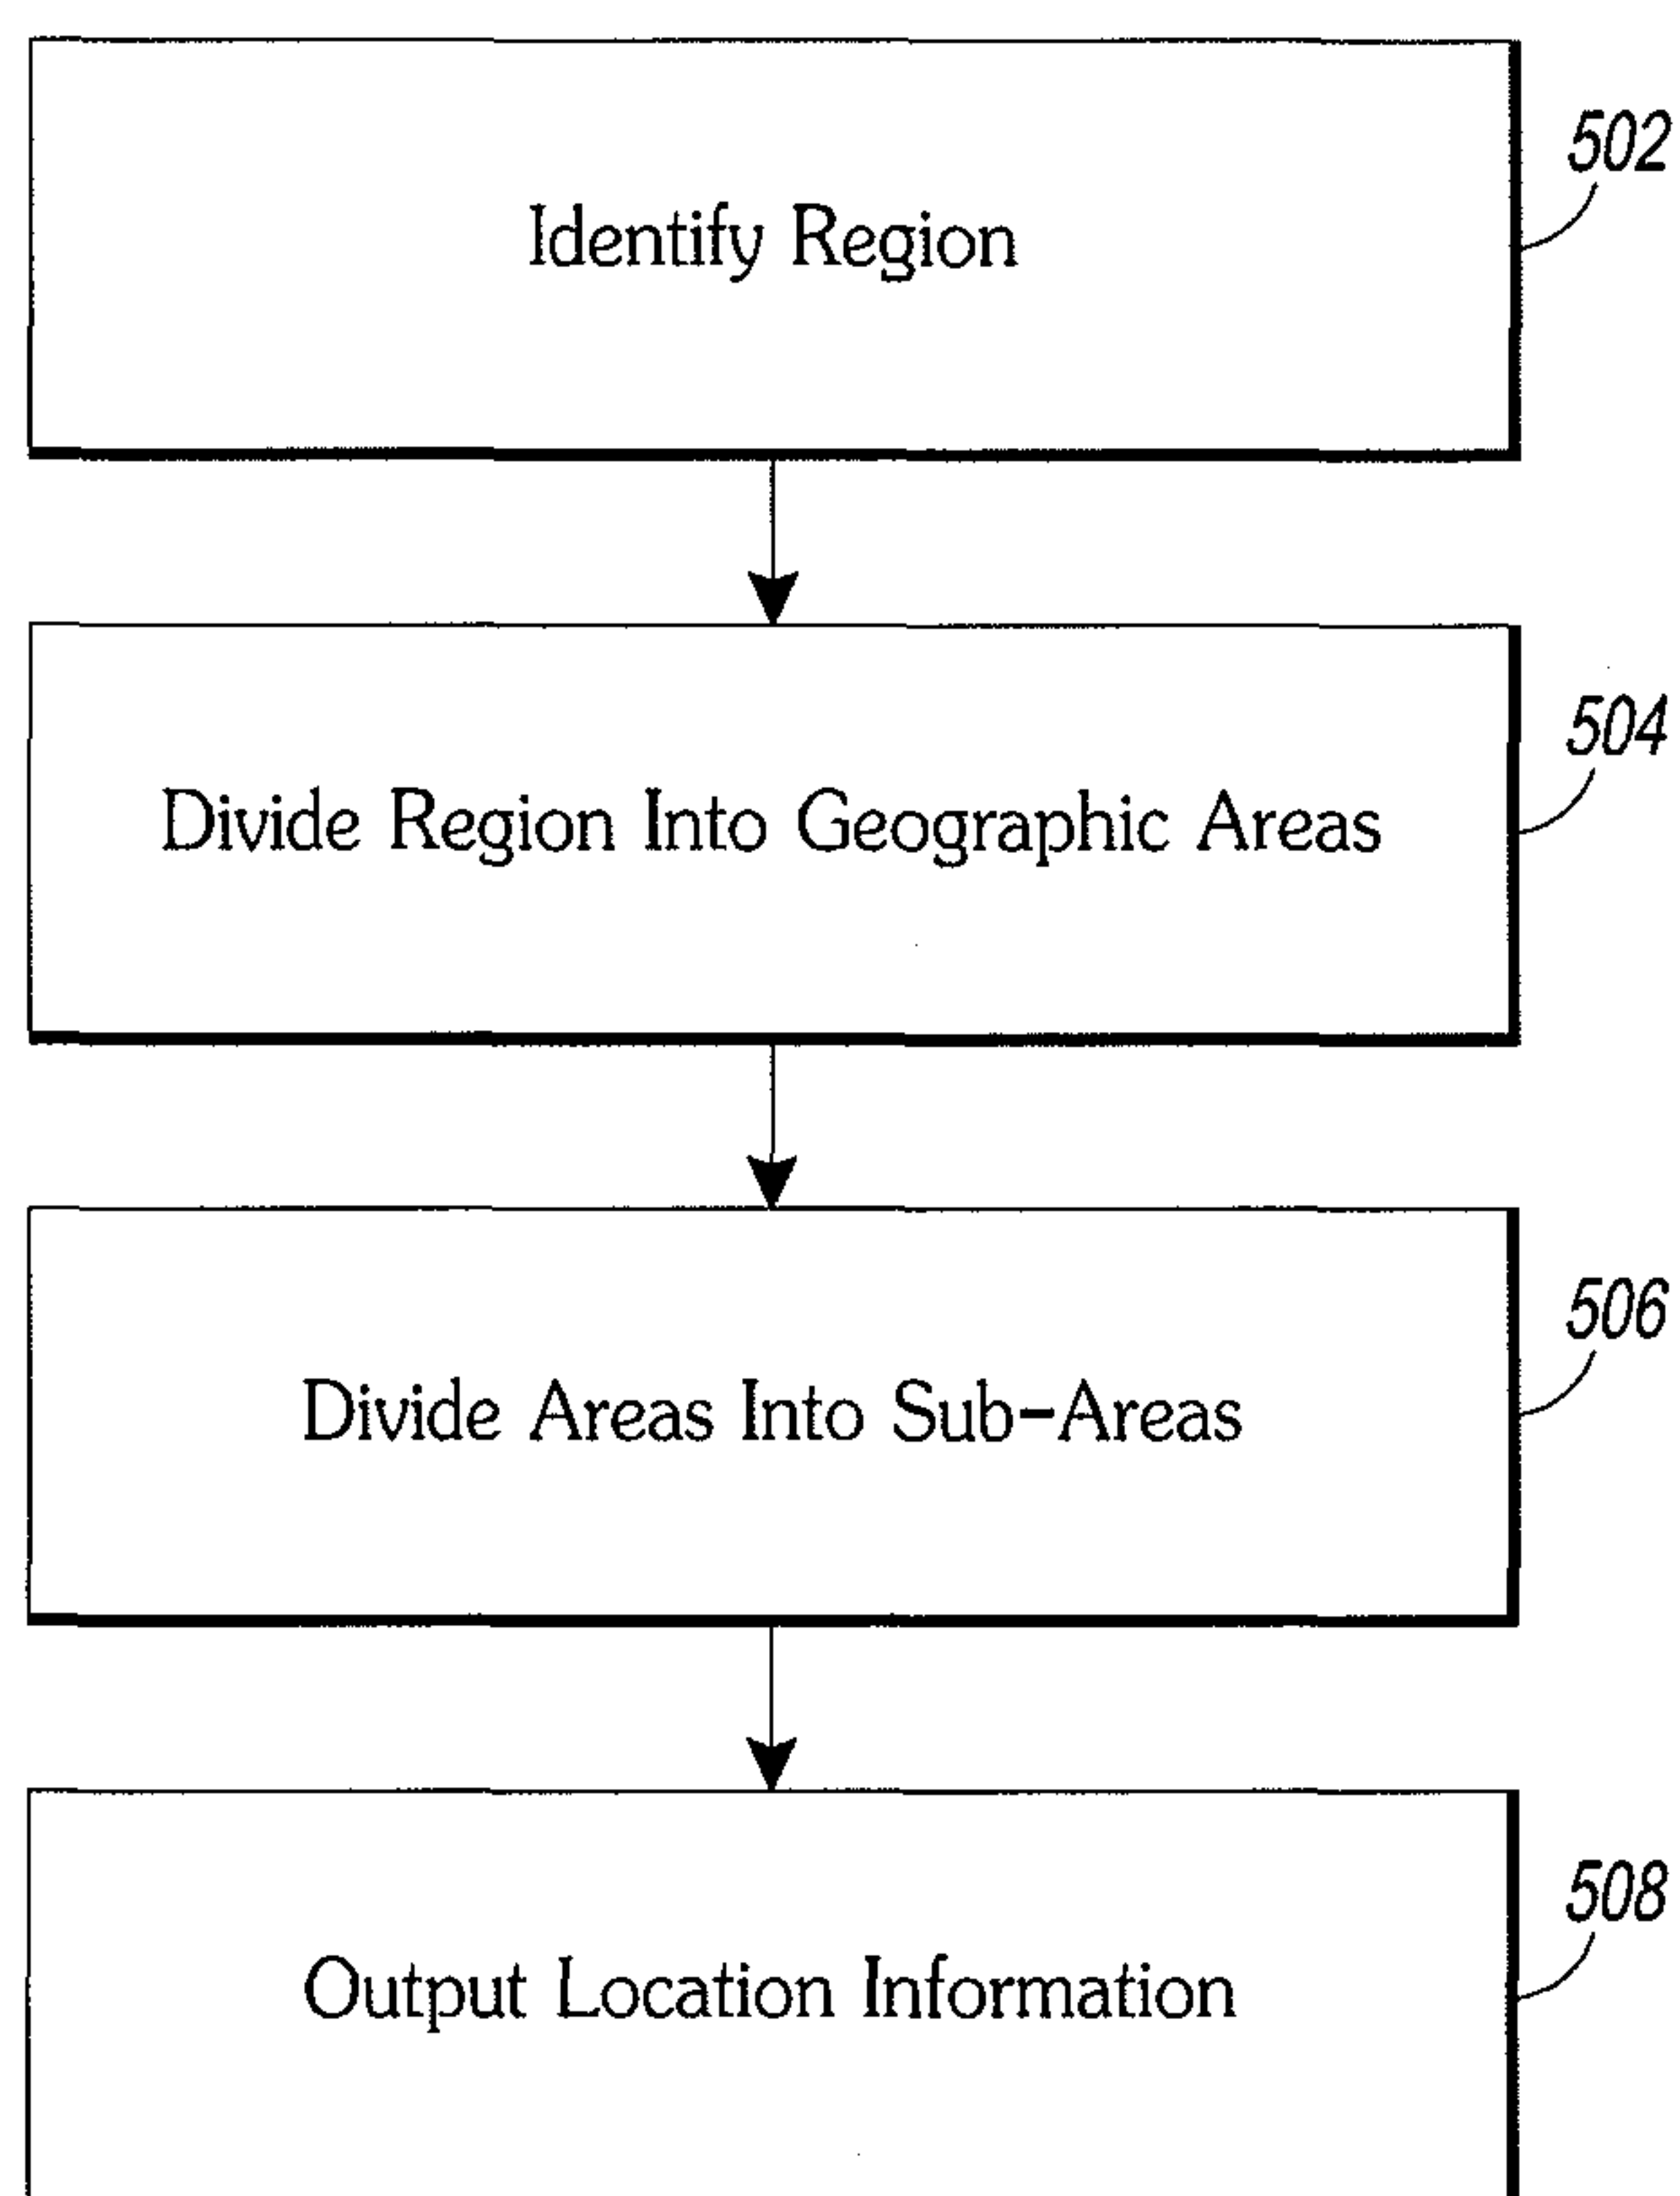 Identify Region
502
Divide Region Into Geographic Areas
504
Divide Areas Into Sub-Areas
506
Output Location Information
508